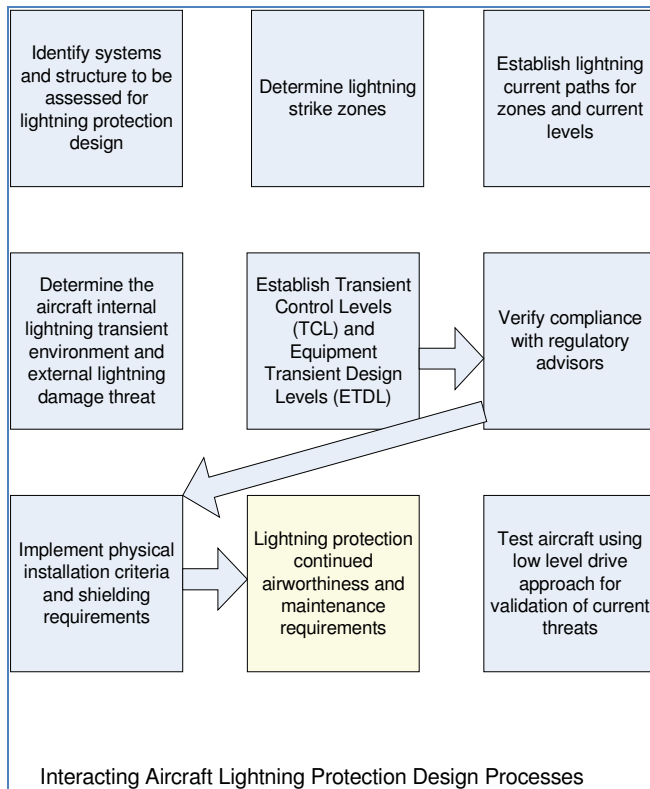 Identify systems
and structure to be
assessed for
lightning protection
design
Determine lightning
strike zones
Establish lightning
current paths for
zones and current
levels
Determine the
aircraft internal
lightning transient
environment and
external lightning
damage threat
Establish Transient
Control Levels
(TCL) and
Equipment
Transient Design
Levels (ETDL)
Verify compliance
with regulatory
advisors
Implement physical
installation criteria
and shielding
requirements
Lightning protection
continued
airworthiness and
maintenance
requirements
Test aircraft using
low level drive
approach for
validation of current
threats
Interacting Aircraft Lightning Protection Design Processes